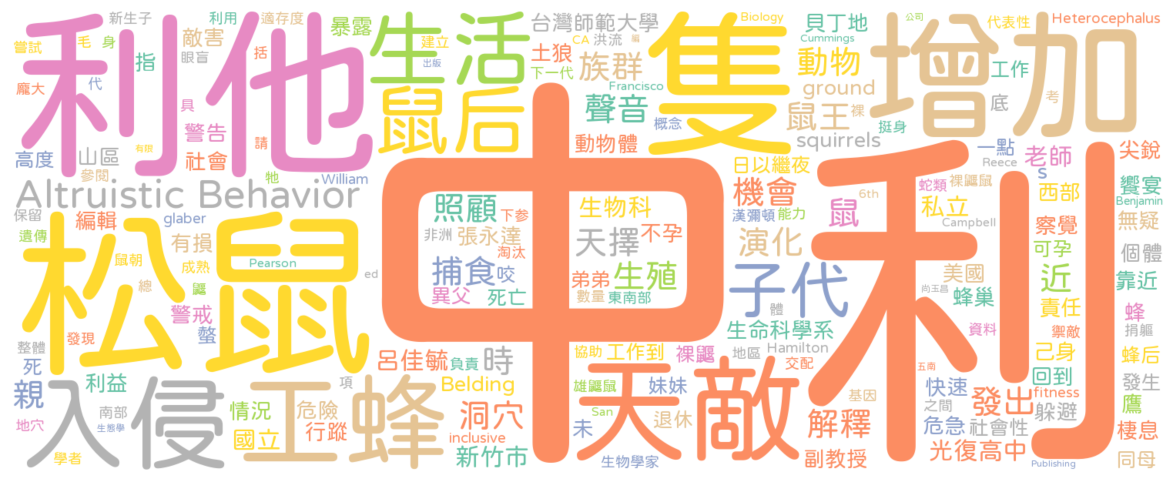 新生子 利用 適存度 暴露 台灣師範大學 Biology 貝丁地 公司 代表性 Heterocephalus
利他 生活 隻 增加
嘗試 毛 身 敵害 建立 CA 洪流 編 土狼 Cummings
指 眼盲 出版 下一代 族群 動物 工作
龐大 代 具 鼠后 Francisco 聲音 ground 底 考
警告 括 概念 鼠王 裸 挺身
高度 山區 社會 請 有損 動物體 squirrels 一點 老師 尖銳
參閱 牠 William 日以繼夜 Reece s
Altruistic Behavior 中 機會 6th 蛇類 裸鼴鼠 西部 饗宴
利
保留 編輯 glaber 照顧 下參 生物科 鼠 私立 Benjamin
遺傳 松鼠 有損 非洲 張永達 天擇 不孕 漢彌頓 能力 Campbell 察覺 無疑
鼠朝 成熟 Pearson 淘汰 演化 可孕 個體
總 鼴 ed 捕食 咬 弟弟 生殖 子代 美國 近 靠近
警戒 異父 死亡 數量 東南部 體 尚玉昌 蜂巢 責任 蜂
發現 螫 生命科學系 資料 禦敵 捐軀
整體 死 呂佳毓 負責 時 協助 工作到 裸鼴 地區 Hamilton 己身 蜂后
親 利益 項 Belding 天敵 交配 五南 回到 發生
入侵 工蜂 雄鼴鼠 妹妹 基因 快速 fitness 鷹
南部 情況 危險 洞穴 San 退休 解釋 之間 發出 躲避
地穴 生態學 國立 行蹤 inclusive 未 危急 社會性 棲息
學者 新竹市 生物學家 副教授 光復高中 Publishing 同母